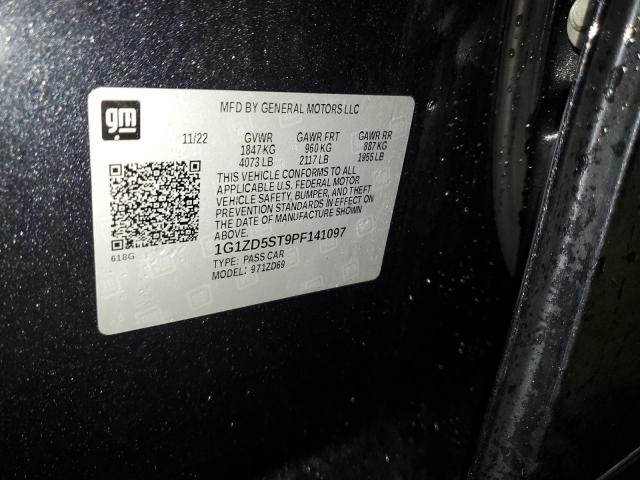 gm
MFD BY GENERAL MOTORS LLC
11/22 GVWR GAWR FRT GAWR RR
1847 KG 960 KG 887 KG
4073 LB 2117 LB 1955 LB
THIS VEHICLE CONFORMS TO ALL
APPLICABLE U.S. FEDERAL MOTOR
VEHICLE SAFETY, BUMPER, AND THEFT
PREVENTION STANDARDS IN EFFECT ON
THE DATE OF MANUFACTURE SHOWN
ABOVE.
618G
1G1ZD5ST9PF141097
TYPE: PASS CAR
MODEL: 971ZD69